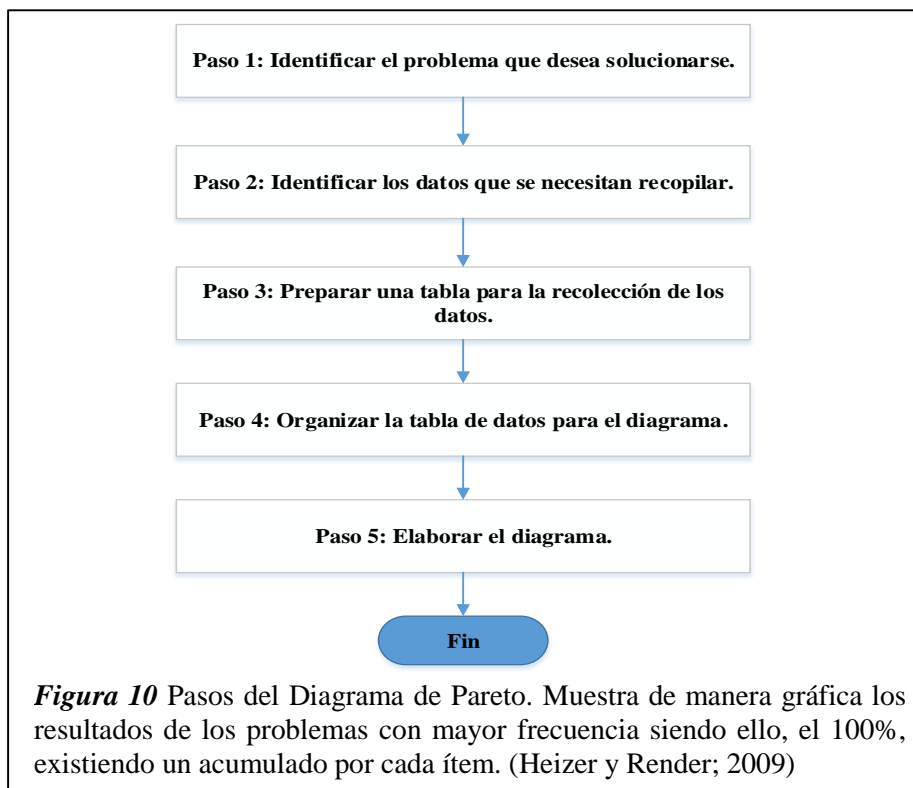 Paso 1: Identificar el problema que desea solucionarse.
Paso 2: Identificar los datos que se necesitan recopilar.
Paso 3: Preparar una tabla para la recolección de los
datos.
Paso 4: Organizar la tabla de datos para el diagrama.
Paso 5: Elaborar el diagrama.
Fin
Figura 10 Pasos del Diagrama de Pareto. Muestra de manera gráfica los
resultados de los problemas con mayor frecuencia siendo ello, el 100%,
existiendo un acumulado por cada ítem. (Heizer y Render; 2009)